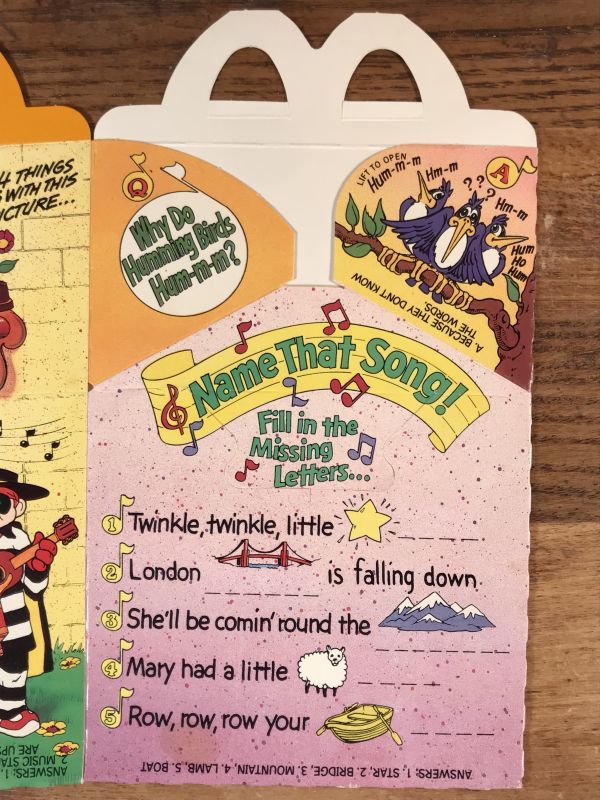 LL THINGS
S WITH THIS
ICTURE...
Q
Why Do
Humming Birds
Hum-m-m?
LIFT TO OPEN
A
Hum-m-m
Hm-m
? ? ?
Hm-m
Hum
Ho
Hum
A. BECAUSE THEY DON'T KNOW
THE WORDS.
Name That Song!
Fill in the
Missing
Letters...
1 Twinkle, twinkle, little _ _ _ _
2 London _ _ _ _ _ _ is falling down
3 She'll be comin' round the _ _ _ _ _ _ _ _
4 Mary had a little _ _ _ _
5 Row, row, row your _ _ _ _
ANSWERS: 1. STAR, 2. BRIDGE, 3. MOUNTAIN, 4. LAMB, 5. BOAT
ANSWERS: 1.
2. MUSIC STA
ARE UPS